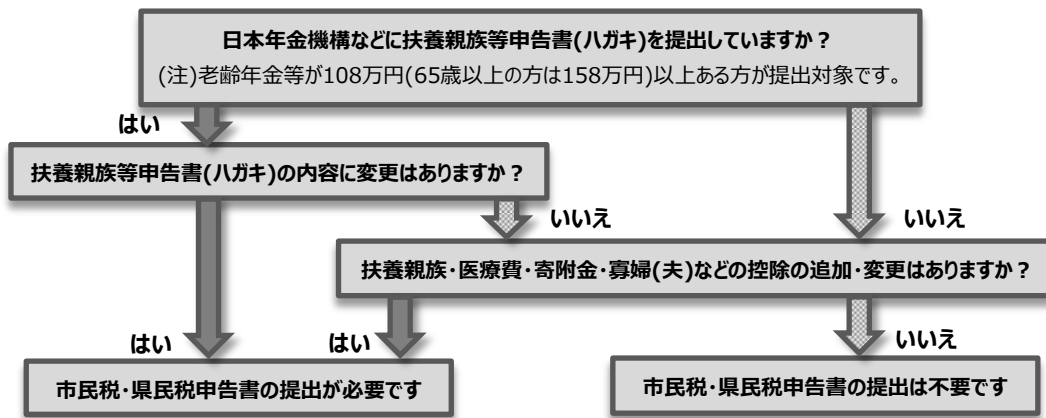 日本年金機構などに扶養親族等申告書(ハガキ)を提出していますか？
(注)老齢年金等が108万円(65歳以上の方は158万円)以上ある方が提出対象です。
はい
扶養親族等申告書(ハガキ)の内容に変更はありますか？
いいえ
いいえ
扶養親族・医療費・寄附金・寡婦(夫)などの控除の追加・変更はありますか？
はい
はい
いいえ
市民税・県民税申告書の提出が必要です
市民税・県民税申告書の提出は不要です